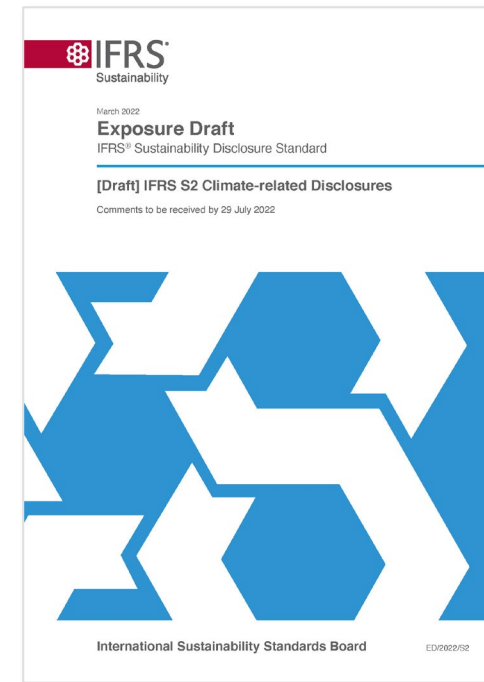 IFRS®
Sustainability
March 2022
Exposure Draft
IFRS® Sustainability Disclosure Standard
[Draft] IFRS S2 Climate-related Disclosures
Comments to be received by 29 July 2022
International Sustainability Standards Board
ED/2022/S2